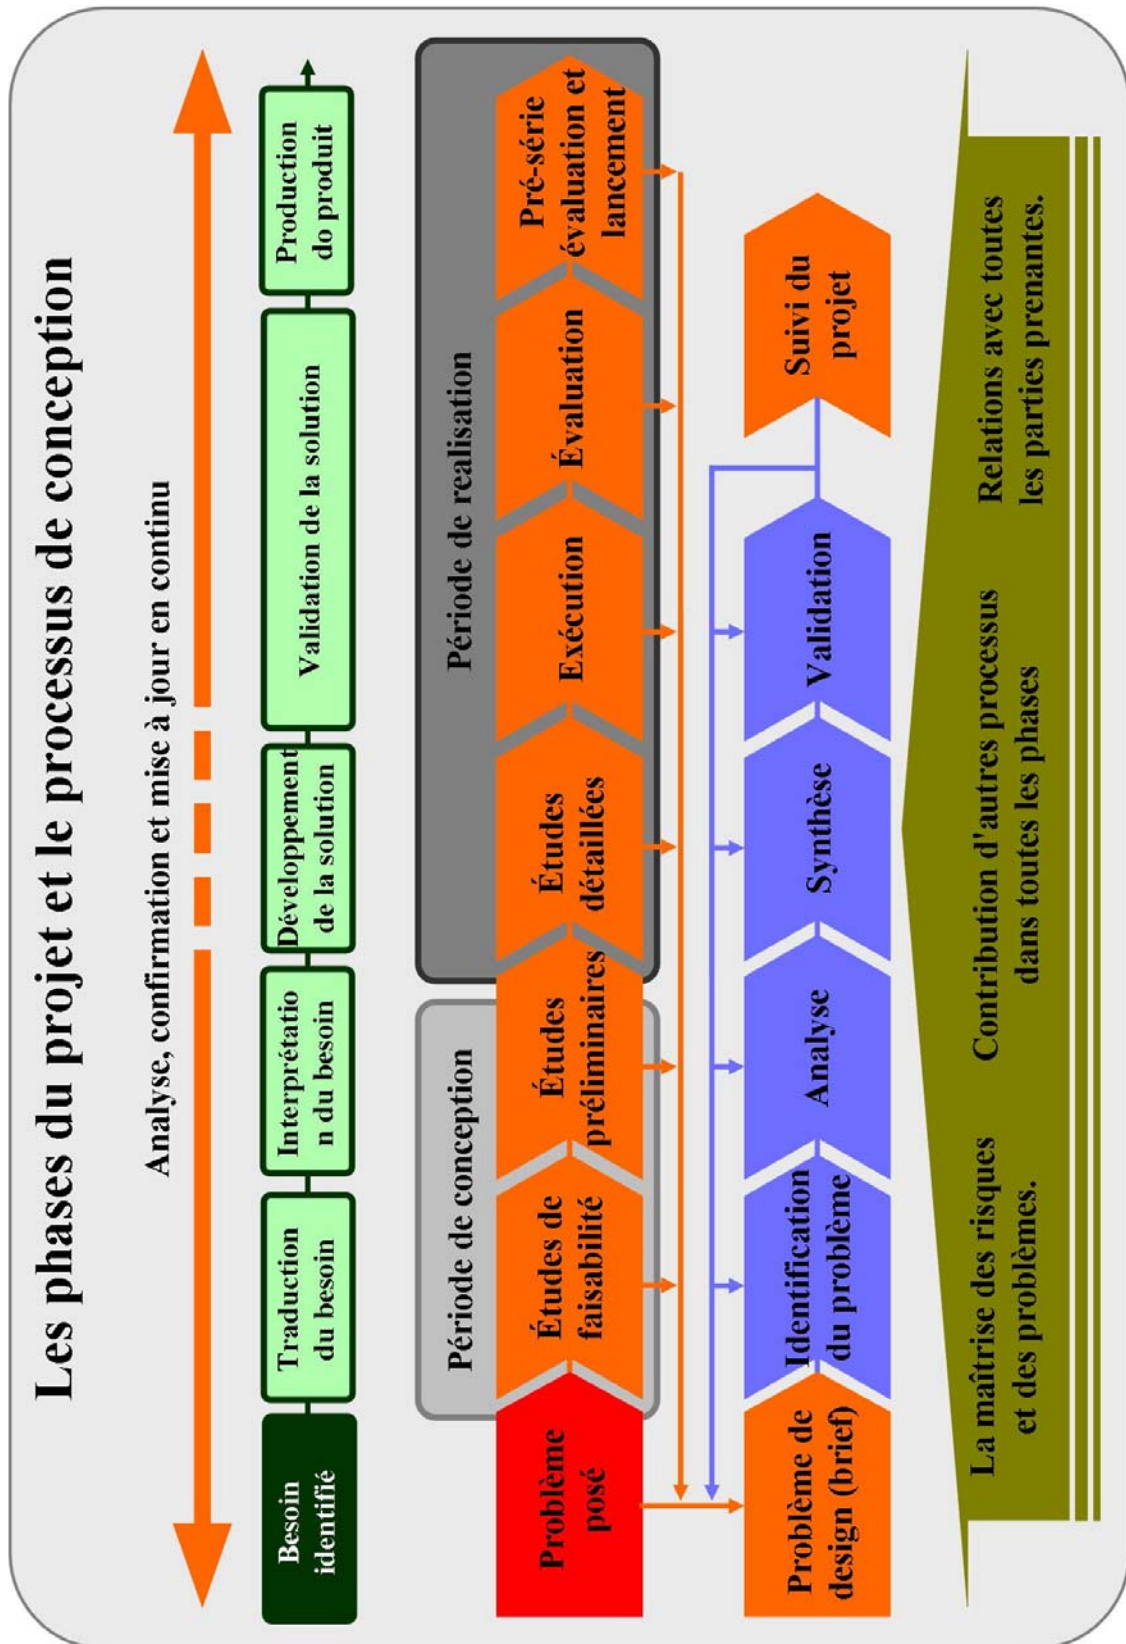 Les phases du projet et le processus de conception
Analyse, confirmation et mise à jour en continu
Besoin
identifié
Traduction
du besoin
Interprétatio
n du besoin
Développement
de la solution
Validation de la solution
Production
do produit
Période de conception
Période de realisation
Problème
posé
Études de
faisabilité
Études
préliminaires
Études
détaillées
Exécution
Évaluation
Pré-série
évaluation et
lancement
Problème de
design (brief)
Identification
du problème
Analyse
Synthèse
Validation
Suivi du
projet
La maîtrise des risques
et des problèmes.
Contribution d'autres processus
dans toutes les phases
Relations avec toutes
les parties prenantes.